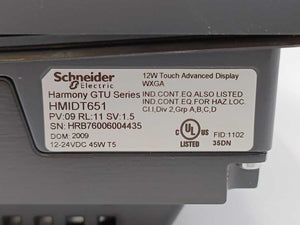 Schneider
Electric
12W Touch Advanced Display
WXGA
Harmony GTU Series
HMIDT651
PV:09 RL:11 SV:1.5
SN: HRB76006004435
DOM: 2009
12-24VDC 45W T5
IND.CONT.EQ.ALSO LISTED
IND.CONT.EQ. FOR HAZ.LOC.
Cl.I,Div 2,Grp A,B,C,D
FID:1102
35DN
c UL us
LISTED